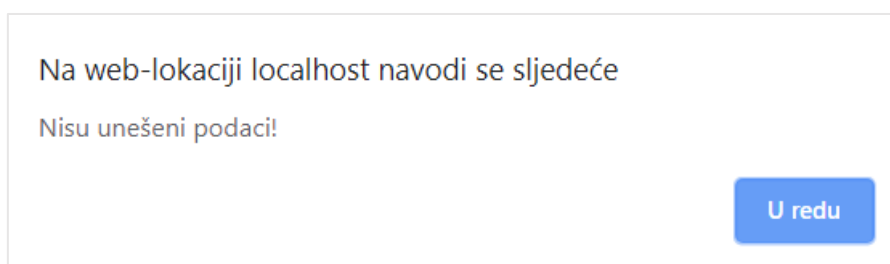 Na web-lokaciji localhost navodi se sljedeće
Nisu unešeni podaci!
U redu